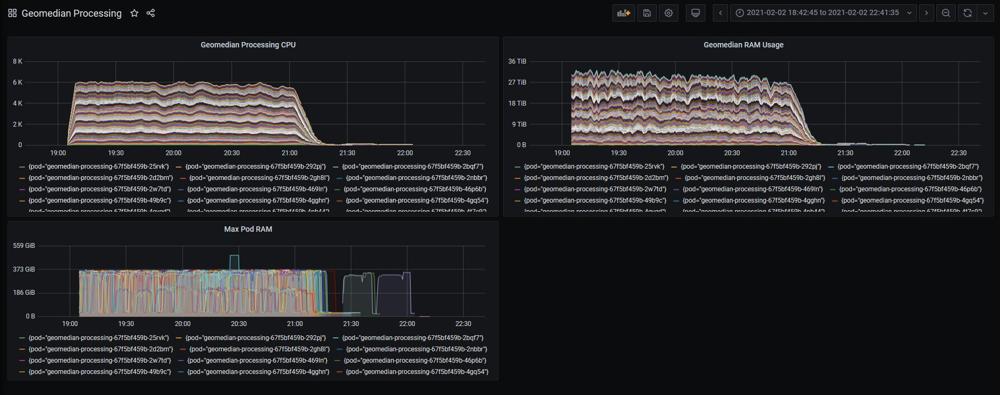 Geomedian Processing
2021-02-02 18:42:45 to 2021-02-02 22:41:35
Geomedian Processing CPU
8 K
6 K
4 K
2 K
0
19:00 19:30 20:00 20:30 21:00 21:30 22:00 22:30
{pod="geomedian-processing-67f5bf459b-25rvk"} {pod="geomedian-processing-67f5bf459b-292pj"} {pod="geomedian-processing-67f5bf459b-2bqf7"}
{pod="geomedian-processing-67f5bf459b-2d2bm"} {pod="geomedian-processing-67f5bf459b-2gh8l"} {pod="geomedian-processing-67f5bf459b-2nbbr"}
{pod="geomedian-processing-67f5bf459b-2w7td"} {pod="geomedian-processing-67f5bf459b-469ln"} {pod="geomedian-processing-67f5bf459b-46p6b"}
{pod="geomedian-processing-67f5bf459b-49b9c"} {pod="geomedian-processing-67f5bf459b-4gghn"} {pod="geomedian-processing-67f5bf459b-4gq54"}
Geomedian RAM Usage
36 TiB
27 TiB
18 TiB
9 TiB
0 B
19:00 19:30 20:00 20:30 21:00 21:30 22:00 22:30
{pod="geomedian-processing-67f5bf459b-25rvk"} {pod="geomedian-processing-67f5bf459b-292pj"} {pod="geomedian-processing-67f5bf459b-2bqf7"}
{pod="geomedian-processing-67f5bf459b-2d2bm"} {pod="geomedian-processing-67f5bf459b-2gh8l"} {pod="geomedian-processing-67f5bf459b-2nbbr"}
{pod="geomedian-processing-67f5bf459b-2w7td"} {pod="geomedian-processing-67f5bf459b-469ln"} {pod="geomedian-processing-67f5bf459b-46p6b"}
{pod="geomedian-processing-67f5bf459b-49b9c"} {pod="geomedian-processing-67f5bf459b-4gghn"} {pod="geomedian-processing-67f5bf459b-4gq54"}
Max Pod RAM
559 GiB
373 GiB
186 GiB
0 B
19:00 19:30 20:00 20:30 21:00 21:30 22:00 22:30
{pod="geomedian-processing-67f5bf459b-25rvk"} {pod="geomedian-processing-67f5bf459b-292pj"} {pod="geomedian-processing-67f5bf459b-2bqf7"}
{pod="geomedian-processing-67f5bf459b-2d2bm"} {pod="geomedian-processing-67f5bf459b-2gh8l"} {pod="geomedian-processing-67f5bf459b-2nbbr"}
{pod="geomedian-processing-67f5bf459b-2w7td"} {pod="geomedian-processing-67f5bf459b-469ln"} {pod="geomedian-processing-67f5bf459b-46p6b"}
{pod="geomedian-processing-67f5bf459b-49b9c"} {pod="geomedian-processing-67f5bf459b-4gghn"} {pod="geomedian-processing-67f5bf459b-4gq54"}